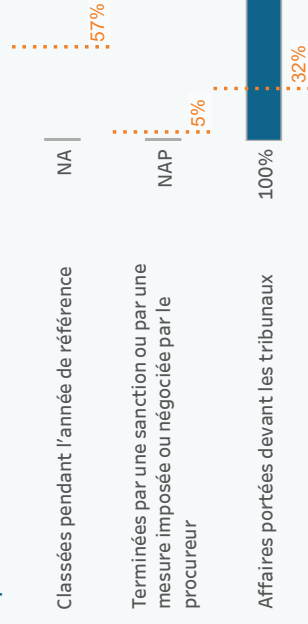 Classées pendant l'année de référence
NA
57%
Terminées par une sanction ou par une
mesure imposée ou négociée par le
procureur
NAP
5%
Affaires portées devant les tribunaux
100%
32%